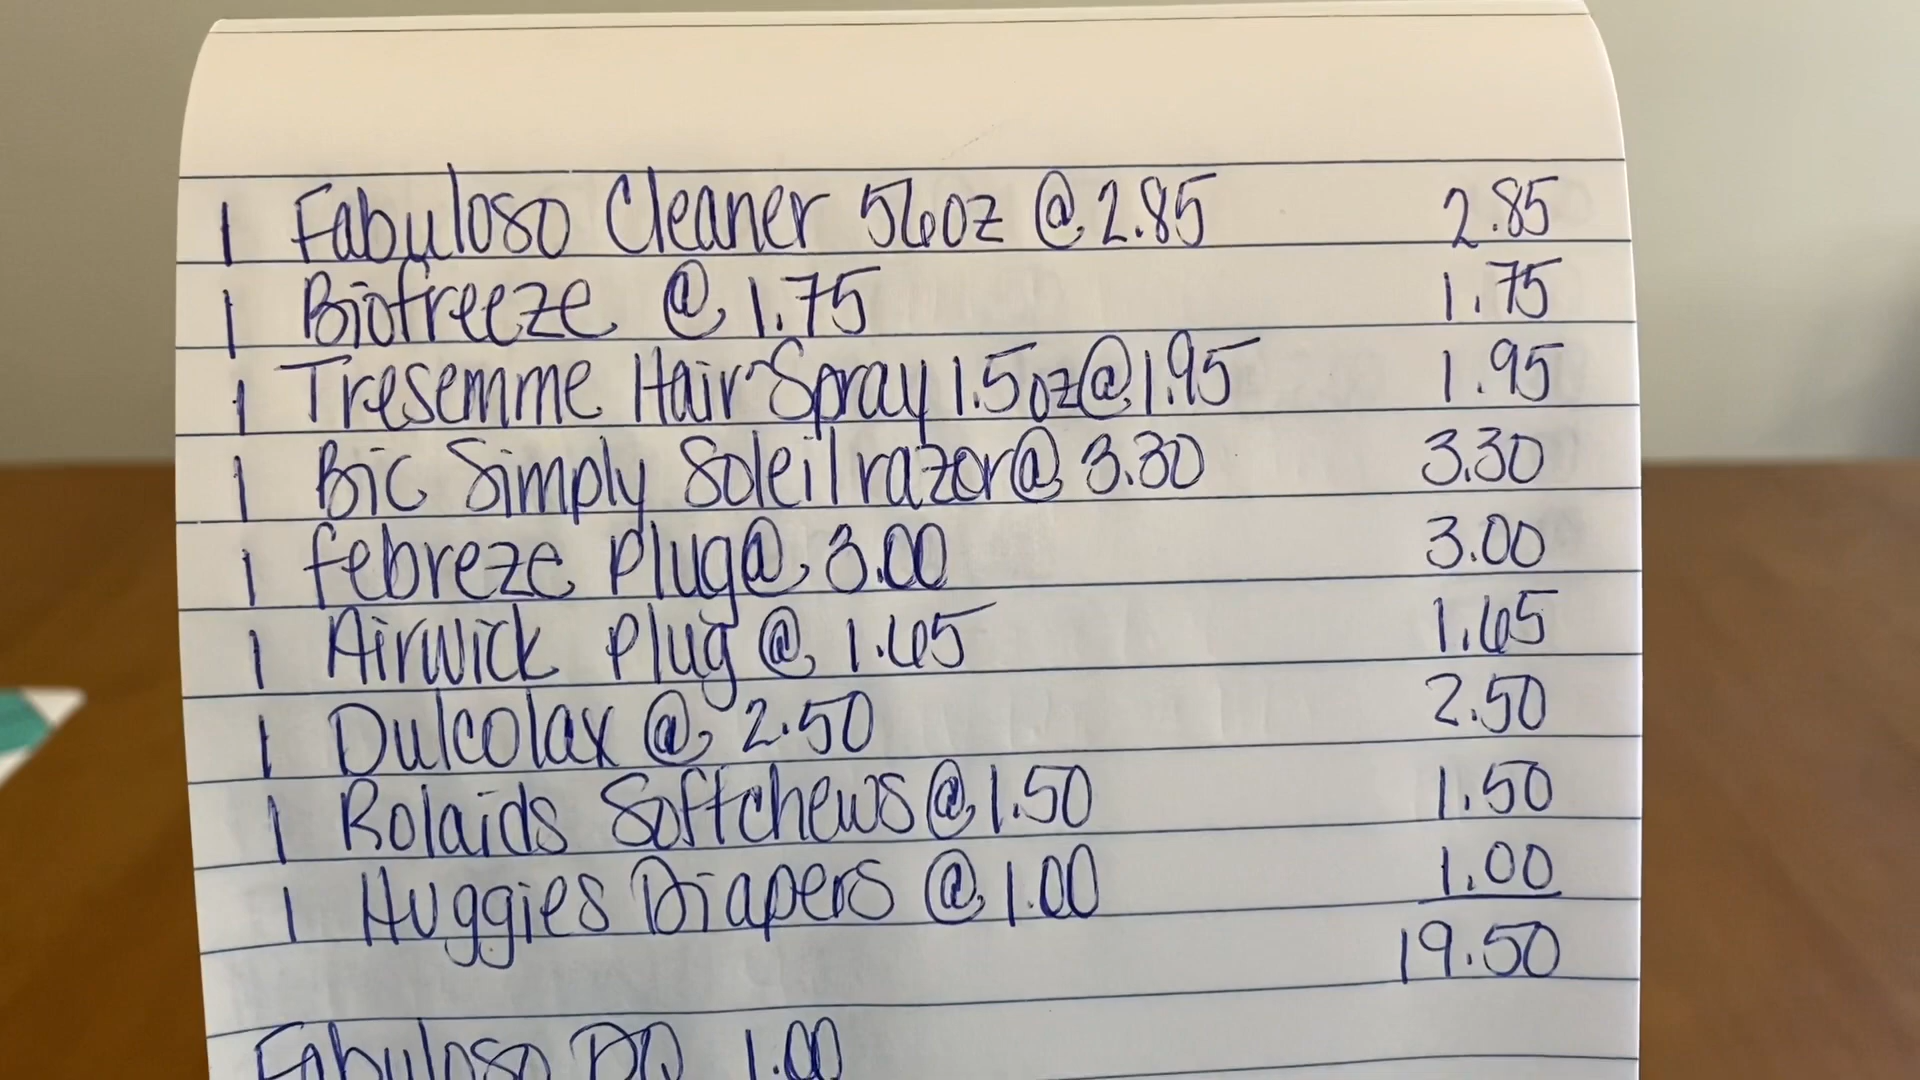 1 Fabuloso Cleaner 56oz @ 2.85 2.85
1 Biofreeze @ 1.75 1.75
1 Tresemme Hair Spray 1.5oz @ 1.95 1.95
1 Bic Simply Soleil razor @ 3.30 3.30
1 febreze plug @ 3.00 3.00
1 Airwick plug @ 1.65 1.65
1 Dulcolax @ 2.50 2.50
1 Rolaids Softchews @ 1.50 1.50
1 Huggies Diapers @ 1.00 1.00
19.50
Fabuloso DQ 1.00